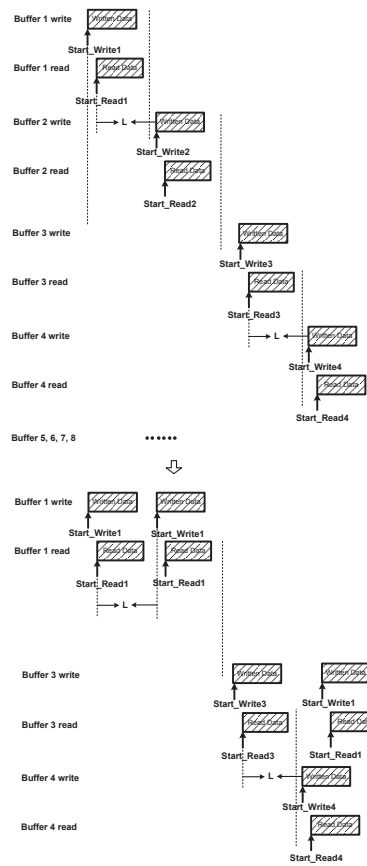 Buffer 1 write
Written Data
Start_Write1
Buffer 1 read
Read Data
Start_Read1
L
Buffer 2 write
Written Data
Start_Write2
Buffer 2 read
Read Data
Start_Read2
Buffer 3 write
Written Data
Start_Write3
Buffer 3 read
Read Data
Start_Read3
L
Buffer 4 write
Written Data
Start_Write4
Buffer 4 read
Read Data
Start_Read4
Buffer 5, 6, 7, 8 ••••••
Buffer 1 write
Written Data Written Data
Start_Write1 Start_Write1
Buffer 1 read
Read Data Read Data
Start_Read1 Start_Read1
L
Buffer 3 write
Written Data Written Data
Start_Write3 Start_Write1
Buffer 3 read
Read Data Read Data
Start_Read3 Start_Read1
L
Buffer 4 write
Written Data
Start_Write4
Buffer 4 read
Read Data
Start_Read4